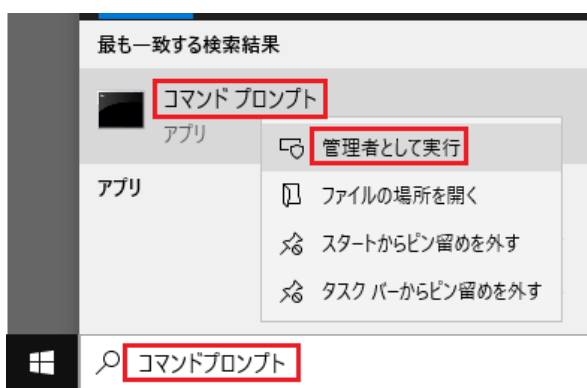 最も一致する検索結果
コマンド プロンプト
アプリ
管理者として実行
アプリ
ファイルの場所を開く
スタートからピン留めを外す
タスク バーからピン留めを外す
コマンドプロンプト